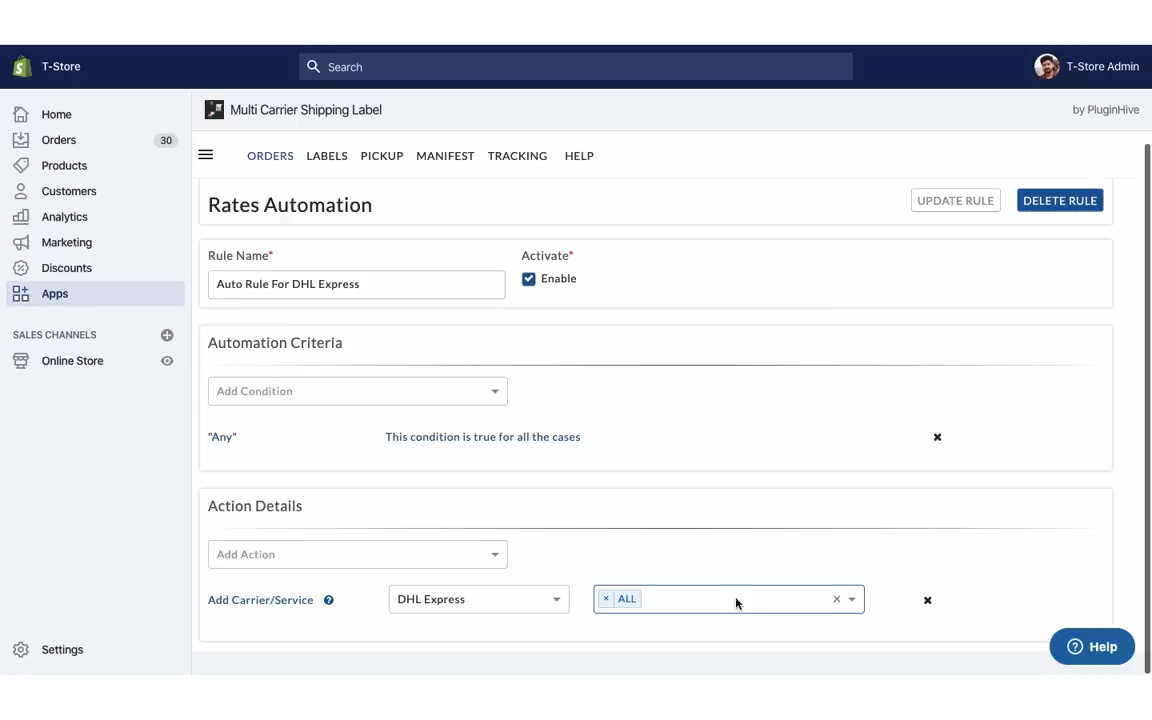 T-Store
Search
T-Store Admin
Home
Orders 30
Products
Customers
Analytics
Marketing
Discounts
Apps
SALES CHANNELS
Online Store
Settings
Multi Carrier Shipping Label
by PluginHive
ORDERS LABELS PICKUP MANIFEST TRACKING HELP
Rates Automation
UPDATE RULE DELETE RULE
Rule Name* Activate*
Auto Rule For DHL Express Enable
Automation Criteria
Add Condition
"Any" This condition is true for all the cases
Action Details
Add Action
Add Carrier/Service ? DHL Express × ALL
? Help